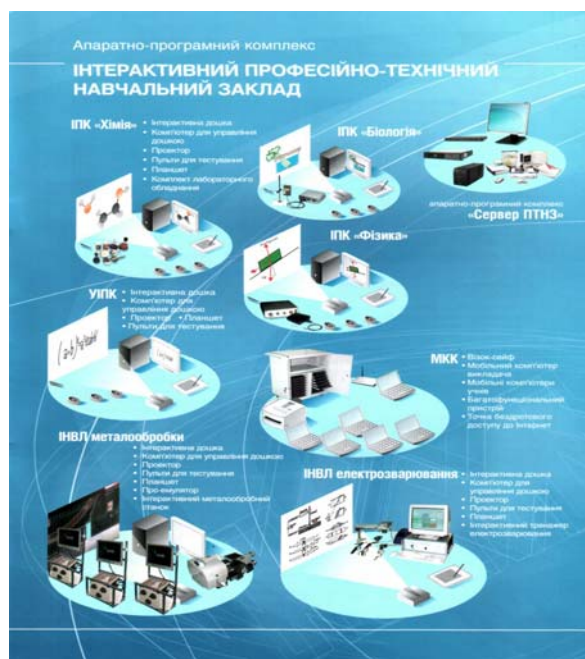 Апаратно-програмний комплекс
ІНТЕРАКТИВНИЙ ПРОФЕСІЙНО-ТЕХНІЧНИЙ
НАВЧАЛЬНИЙ ЗАКЛАД
ІПК «Хімія»
• Інтерактивна дошка
• Комп'ютер для управління
дошкою
• Проектор
• Пульти для тестування
• Планшет
• Комплект лабораторного
обладнання
ІПК «Біологія»
апаратно-програмний комплекс
«Сервер ПТНЗ»
ІПК «Фізика»
УІПК
• Інтерактивна дошка
• Комп'ютер для
управління дошкою
• Проектор • Планшет
• Пульти для тестування
МКК
• Візок-сейф
• Мобільний комп'ютер
викладача
• Мобільні комп'ютери
учнів
• Багатофункціональний
пристрій
• Точка бездротового
доступу до Інтернет
ІНВЛ металообробки
• Інтерактивна дошка
• Комп'ютер для управління дошкою
• Проектор
• Пульти для тестування
• Планшет
• Про-емулятор
• Інтерактивний металообробний
станок
ІНВЛ електрозварювання
• Інтерактивна дошка
• Комп'ютер для
управління дошкою
• Проектор
• Пульти для тестування
• Планшет
• Інтерактивний тренажер
електрозварювання